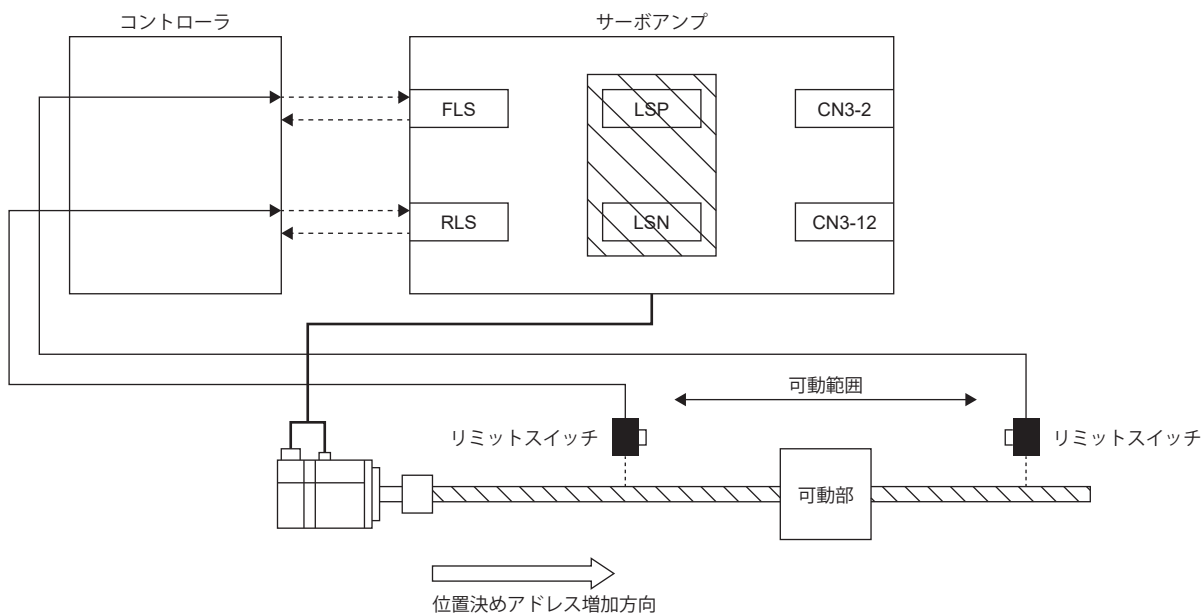 コントローラ
サーボアンプ
FLS
LSP
CN3-2
RLS
LSN
CN3-12
可動範囲
リミットスイッチ
リミットスイッチ
可動部
位置決めアドレス増加方向